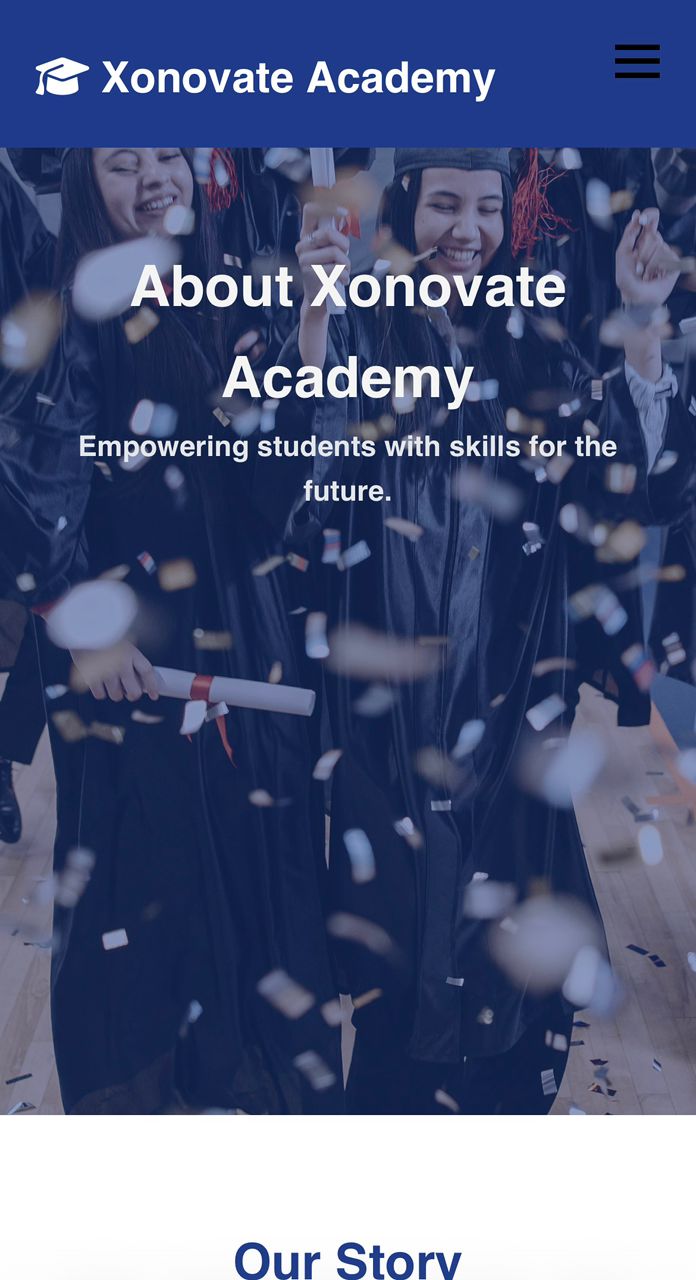 Xonovate Academy
About Xonovate
Academy
Empowering students with skills for the
future.
Our Story